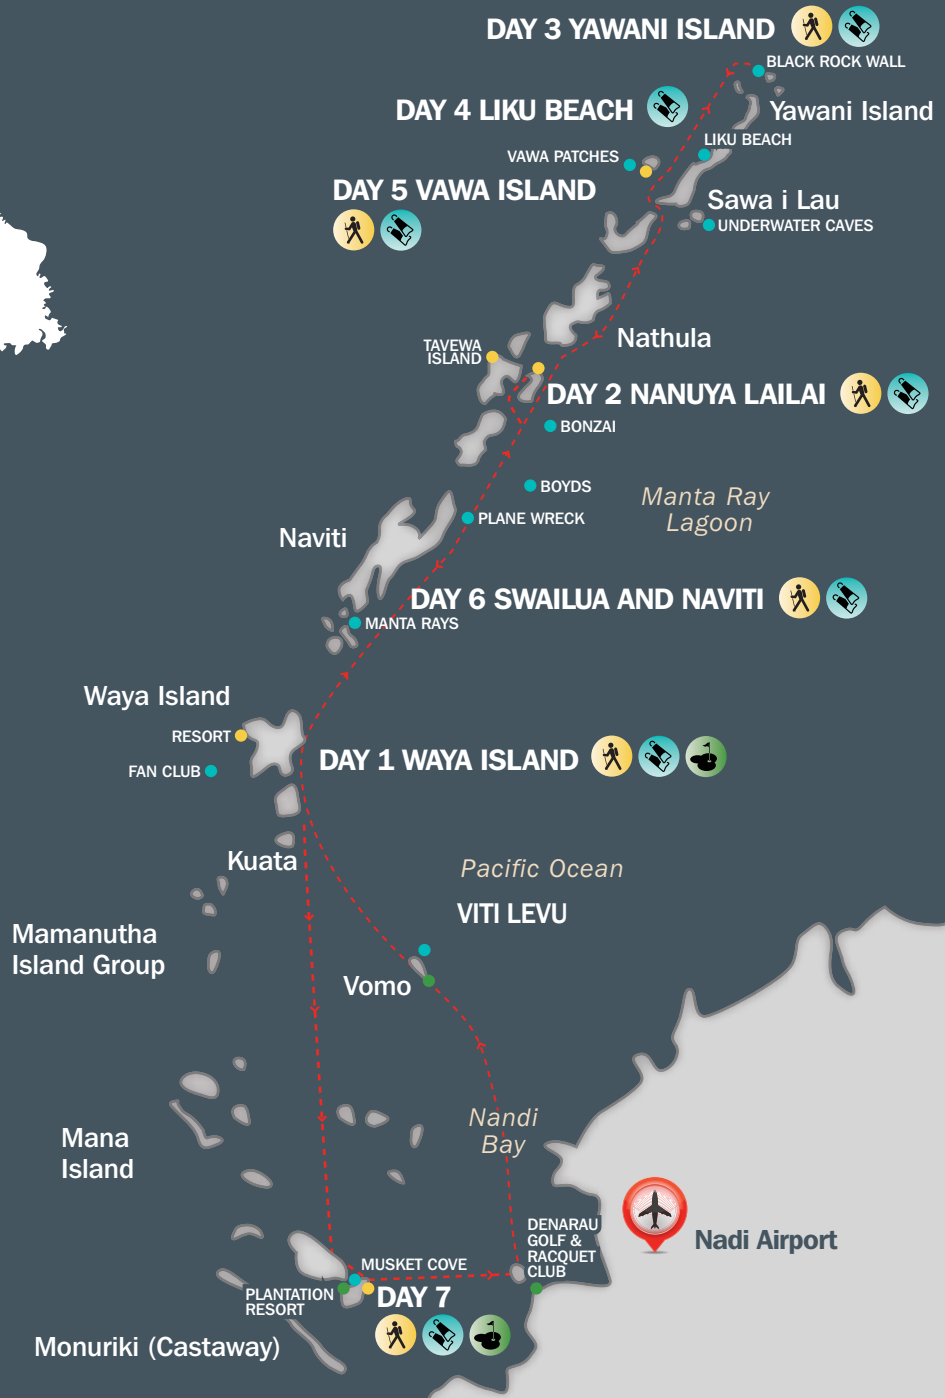 DAY 3 YAWANI ISLAND
BLACK ROCK WALL
DAY 4 LIKU BEACH
Yawani Island
LIKU BEACH
VAWA PATCHES
DAY 5 VAWA ISLAND
Sawa i Lau
UNDERWATER CAVES
Nathula
TAVEWA
ISLAND
DAY 2 NANUYA LAILAI
BONZAI
BOYDS
Manta Ray
Lagoon
PLANE WRECK
Naviti
DAY 6 SWAILUA AND NAVITI
MANTA RAYS
Waya Island
RESORT
FAN CLUB
DAY 1 WAYA ISLAND
Kuata
Pacific Ocean
VITI LEVU
Mamanutha
Island Group
Vomo
Nandi
Bay
Mana
Island
DENARAU
GOLF &
RACQUET
CLUB
Nadi Airport
MUSKET COVE
PLANTATION
RESORT
DAY 7
Monuriki (Castaway)